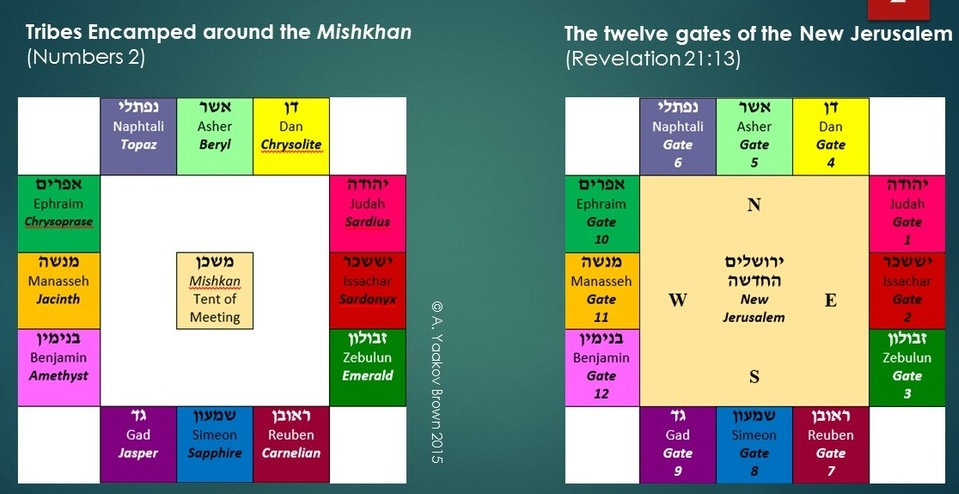 Tribes Encamped around the Mishkhan
(Numbers 2)
נפתלי
Naphtali
Topaz
אשר
Asher
Beryl
דן
Dan
Chrysolite
אפרים
Ephraim
Chrysoprase
מנשה
Manasseh
Jacinth
בנימין
Benjamin
Amethyst
משכן
Mishkan
Tent of
Meeting
יהודה
Judah
Sardius
יששכר
Issachar
Sardonyx
זבולון
Zebulun
Emerald
גד
Gad
Jasper
שמעון
Simeon
Sapphire
ראובן
Reuben
Carnelian
© A. Yaakov Brown 2015
The twelve gates of the New Jerusalem
(Revelation 21:13)
נפתלי
Naphtali
Gate
6
אשר
Asher
Gate
5
דן
Dan
Gate
4
אפרים
Ephraim
Gate
10
מנשה
Manasseh
Gate
11
בנימין
Benjamin
Gate
12
N
W
ירושלים
החדשה
New
Jerusalem
E
S
יהודה
Judah
Gate
1
יששכר
Issachar
Gate
2
זבולון
Zebulun
Gate
3
גד
Gad
Gate
9
שמעון
Simeon
Gate
8
ראובן
Reuben
Gate
7